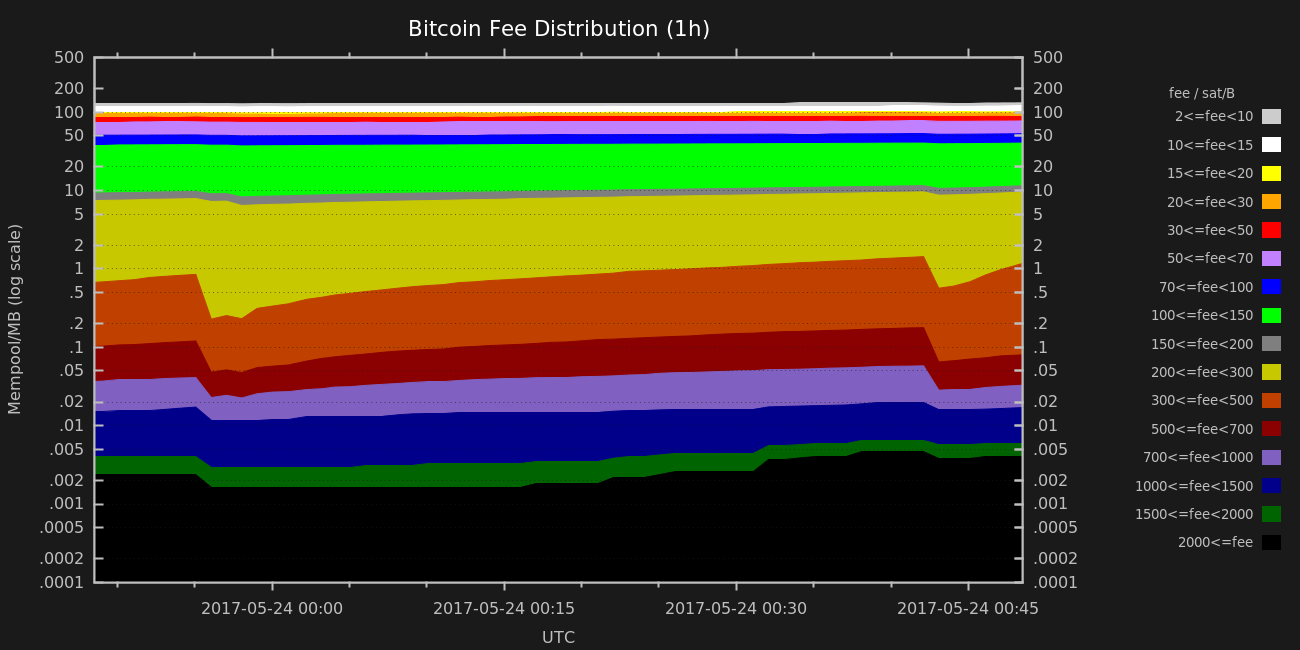 Bitcoin Fee Distribution (1h)
Mempool/MB (log scale)
500
200
100
50
20
10
5
2
1
.5
.2
.1
.05
.02
.01
.005
.002
.001
.0005
.0002
.0001
500
200
100
50
20
10
5
2
1
.5
.2
.1
.05
.02
.01
.005
.002
.001
.0005
.0002
.0001
2017-05-24 00:00 2017-05-24 00:15 2017-05-24 00:30 2017-05-24 00:45
UTC
fee / sat/B
2<=fee<10
10<=fee<15
15<=fee<20
20<=fee<30
30<=fee<50
50<=fee<70
70<=fee<100
100<=fee<150
150<=fee<200
200<=fee<300
300<=fee<500
500<=fee<700
700<=fee<1000
1000<=fee<1500
1500<=fee<2000
2000<=fee